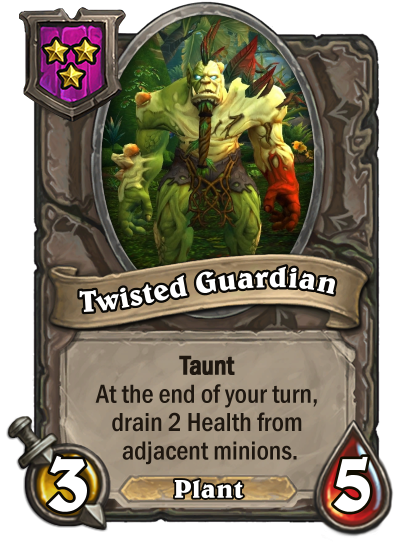 Twisted Guardian
Taunt
At the end of your turn,
drain 2 Health from
adjacent minions.
3
Plant
5